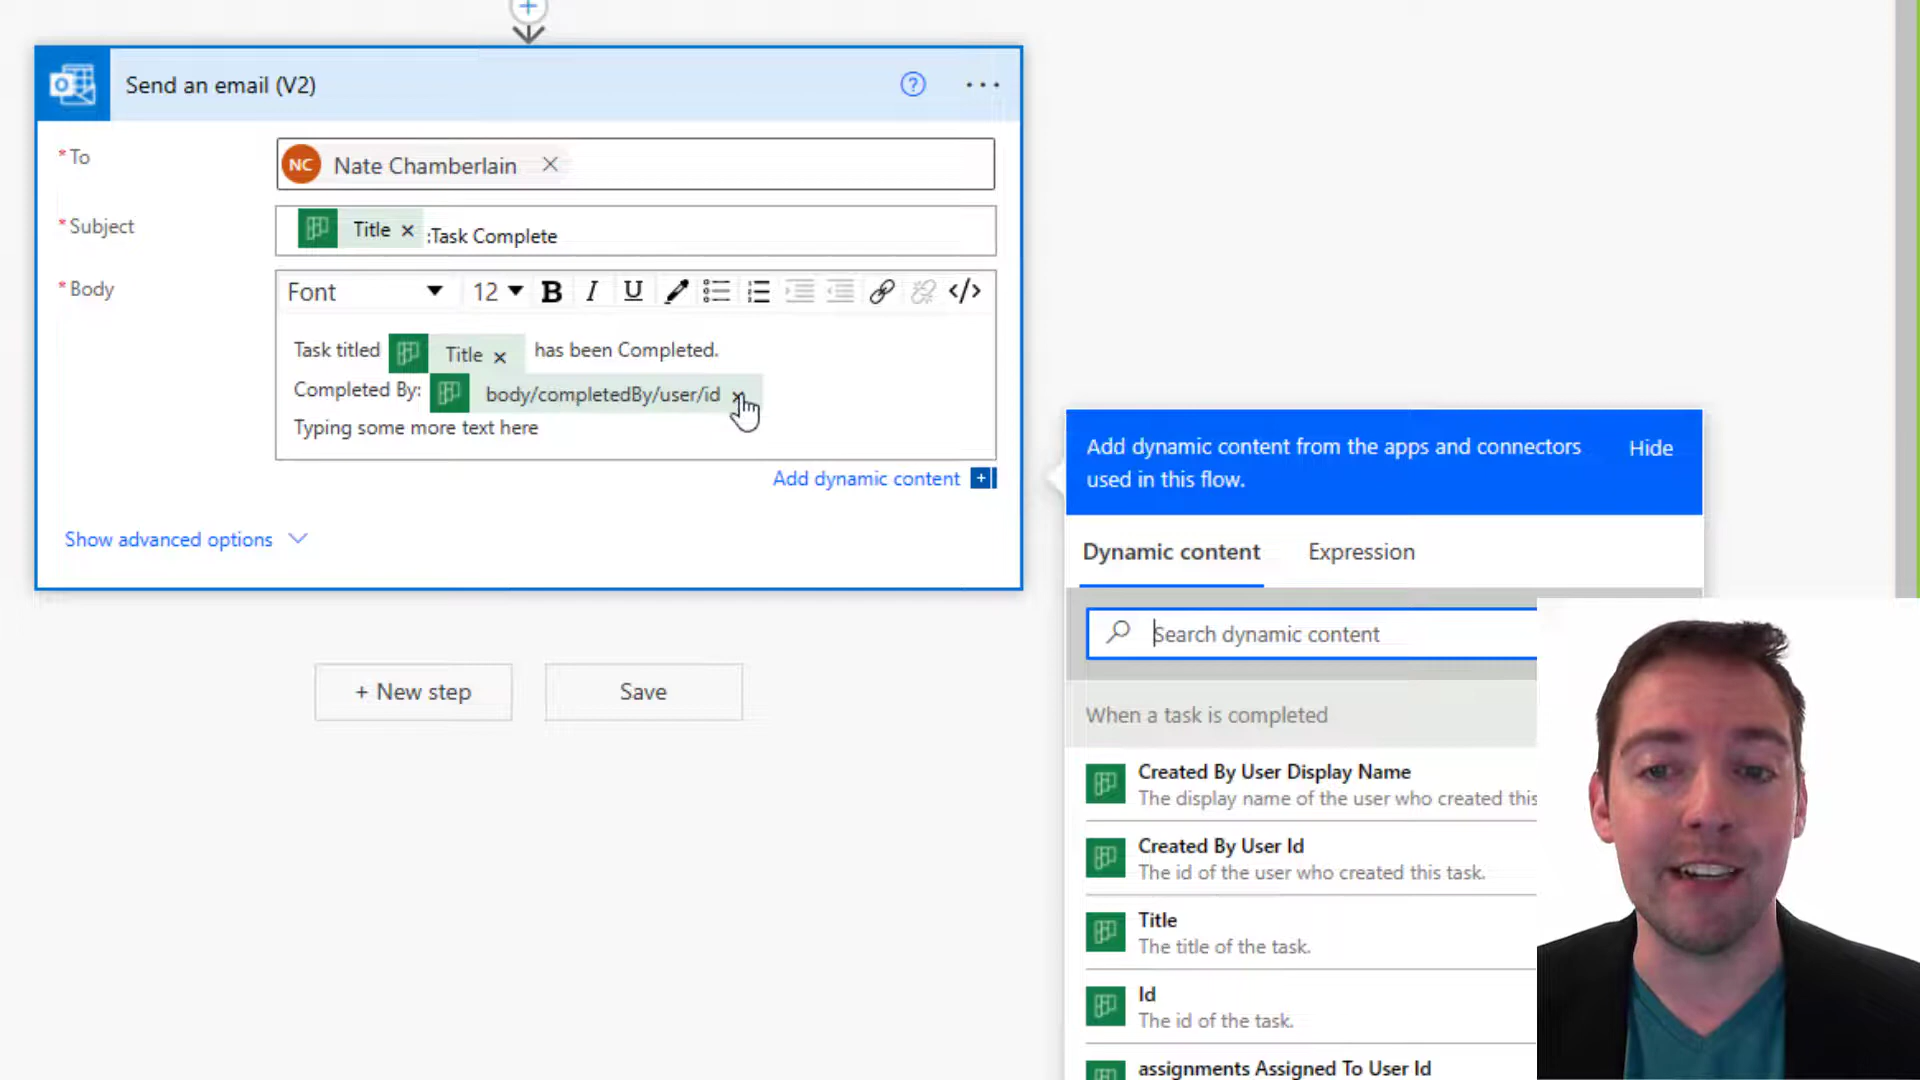 Send an email (V2)
* To
NC Nate Chamberlain
* Subject
Title :Task Complete
* Body
Font 12 B I U </>
Task titled Title has been Completed.
Completed By: body/completedBy/user/id
Typing some more text here
Add dynamic content
Show advanced options
+ New step
Save
Add dynamic content from the apps and connectors
used in this flow.
Hide
Dynamic content
Expression
Search dynamic content
When a task is completed
Created By User Display Name
The display name of the user who created this
Created By User Id
The id of the user who created this task.
Title
The title of the task.
Id
The id of the task.
assignments Assigned To User Id